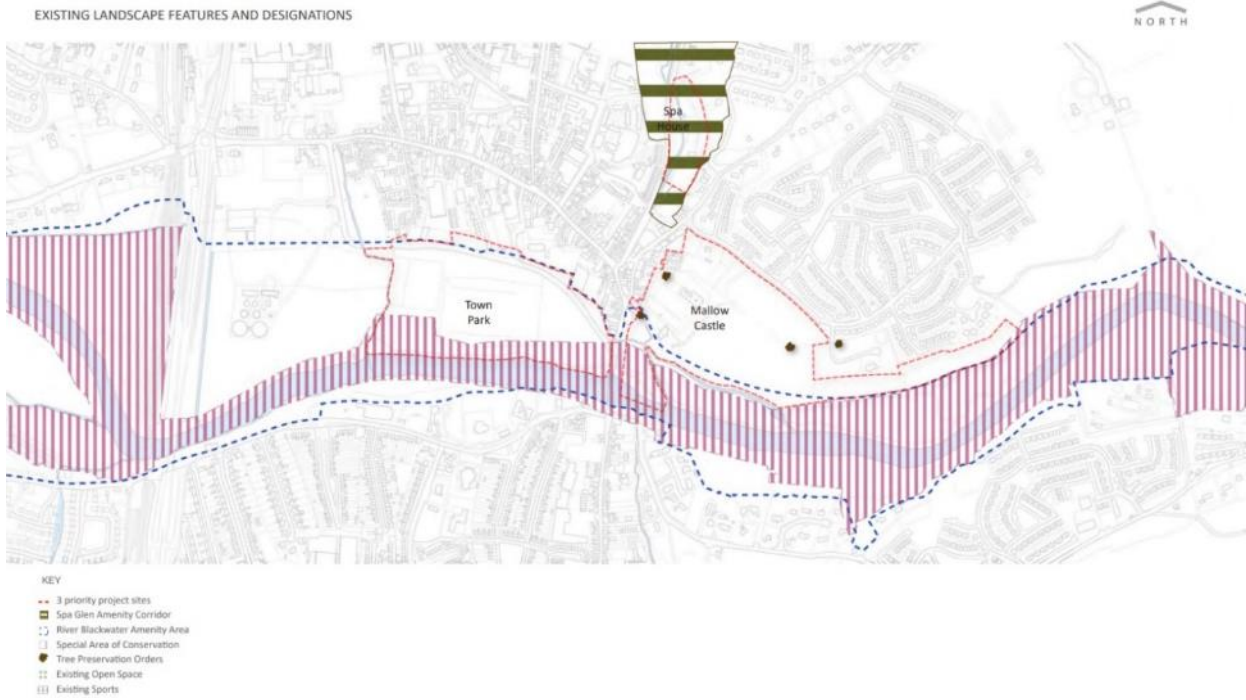 EXISTING LANDSCAPE FEATURES AND DESIGNATIONS
NORTH
Spa
House
Town
Park
Mallow
Castle
KEY
3 priority project sites
Spa Glen Amenity Corridor
River Blackwater Amenity Area
Special Area of Conservation
Tree Preservation Orders
Existing Open Space
Existing Sports